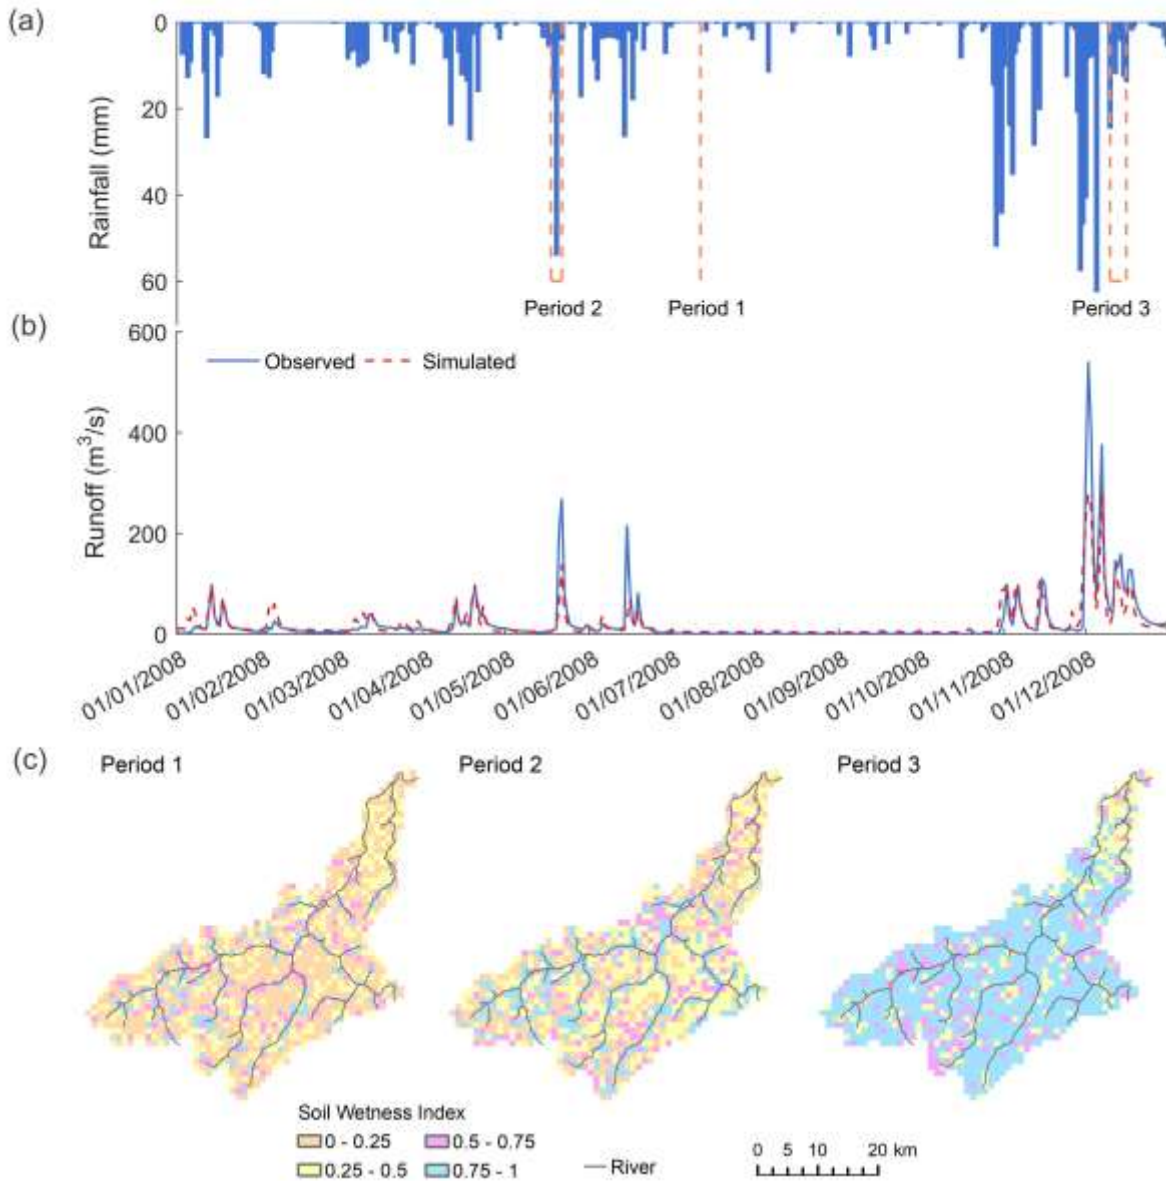 (a)
0
20
40
60
Rainfall (mm)
Period 2
Period 1
Period 3
(b)
600
400
200
0
Runoff (m³/s)
Observed
Simulated
01/01/2008
01/02/2008
01/03/2008
01/04/2008
01/05/2008
01/06/2008
01/07/2008
01/08/2008
01/09/2008
01/10/2008
01/11/2008
01/12/2008
(c)
Period 1
Period 2
Period 3
Soil Wetness Index
0 - 0.25
0.5 - 0.75
0.25 - 0.5
0.75 - 1
River
0 5 10 20 km